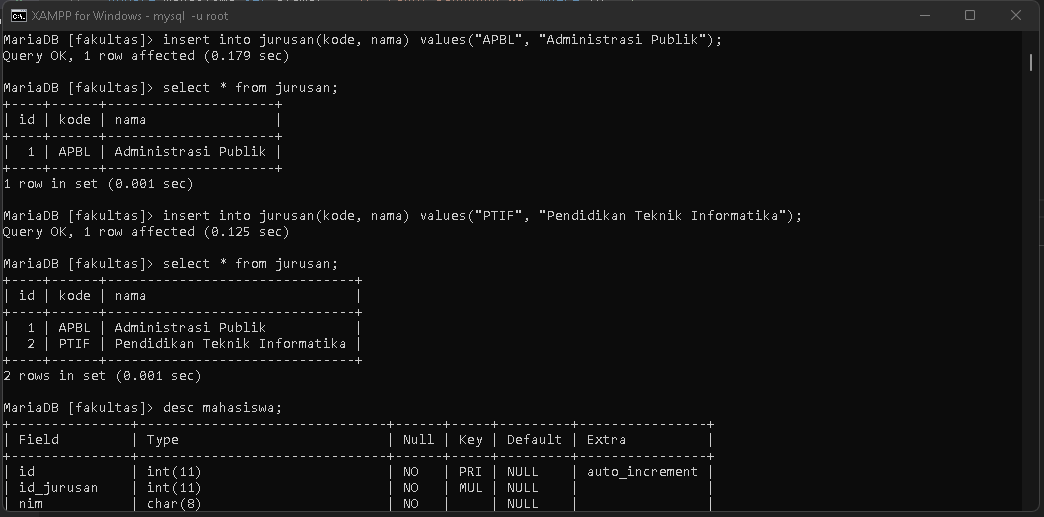 XAMPP for Windows - mysql -u root
MariaDB [fakultas]> insert into jurusan(kode, nama) values("APBL", "Administrasi Publik");
Query OK, 1 row affected (0.179 sec)
MariaDB [fakultas]> select * from jurusan;
+----+------+---------------------+
| id | kode | nama                |
+----+------+---------------------+
|  1 | APBL | Administrasi Publik |
+----+------+---------------------+
1 row in set (0.001 sec)
MariaDB [fakultas]> insert into jurusan(kode, nama) values("PTIF", "Pendidikan Teknik Informatika");
Query OK, 1 row affected (0.125 sec)
MariaDB [fakultas]> select * from jurusan;
+----+------+-------------------------------+
| id | kode | nama                          |
+----+------+-------------------------------+
|  1 | APBL | Administrasi Publik           |
|  2 | PTIF | Pendidikan Teknik Informatika |
+----+------+-------------------------------+
2 rows in set (0.001 sec)
MariaDB [fakultas]> desc mahasiswa;
+---------------+-------------------------------+------+-----+---------+----------------+
| Field         | Type                          | Null | Key | Default | Extra          |
+---------------+-------------------------------+------+-----+---------+----------------+
| id            | int(11)                       | NO   | PRI | NULL    | auto_increment |
| id_jurusan    | int(11)                       | NO   | MUL | NULL    |                |
| nim           | char(8)                       | NO   |     | NULL    |                |